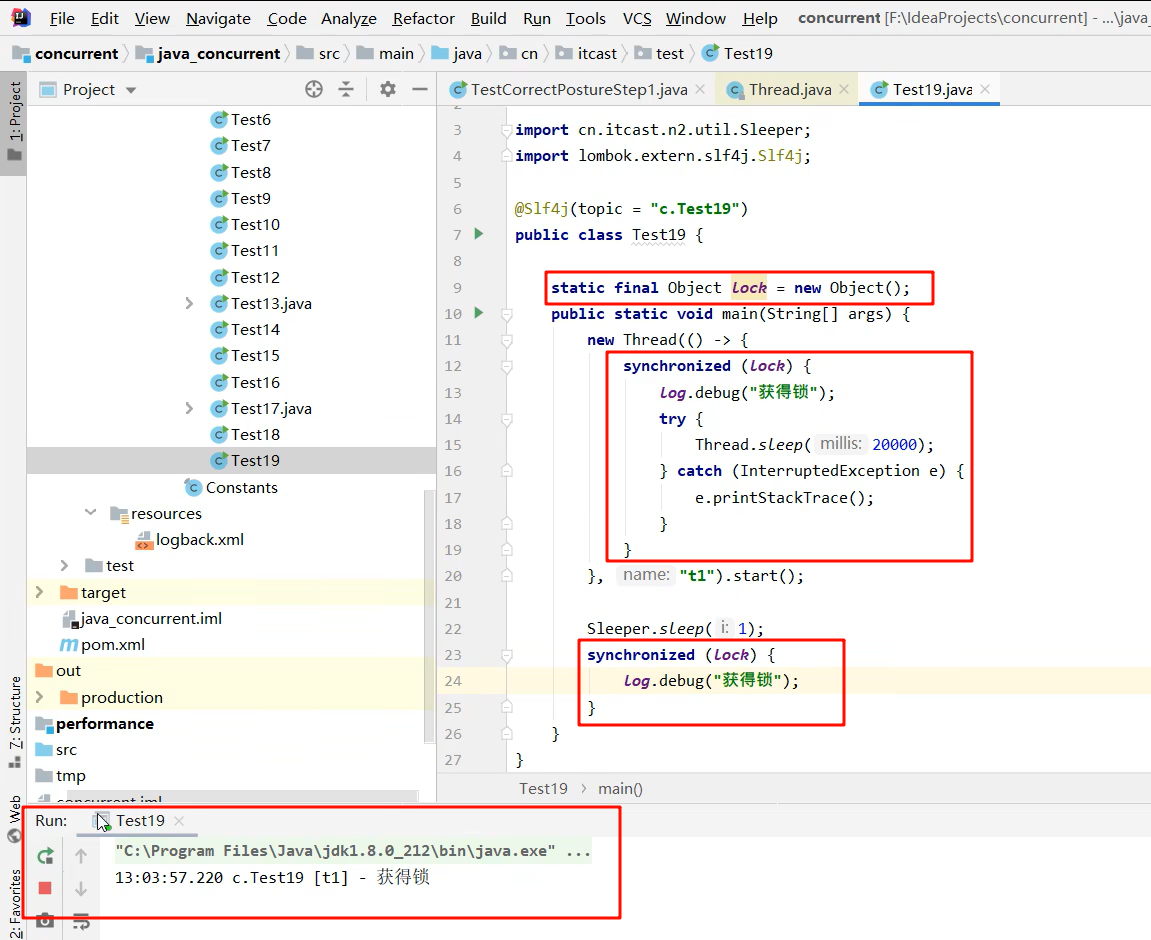 File Edit View Navigate Code Analyze Refactor Build Run Tools VCS Window Help concurrent [F:\IdeaProjects\concurrent] - ...\java_
concurrent java_concurrent src main java cn itcast test Test19
1: Project
Project
Test6
Test7
Test8
Test9
Test10
Test11
Test12
Test13.java
Test14
Test15
Test16
Test17.java
Test18
Test19
Constants
resources
logback.xml
test
target
java_concurrent.iml
pom.xml
out
production
performance
src
tmp
concurrent.iml
7: Structure
Web
2: Favorites
TestCorrectPostureStep1.java Thread.java Test19.java
2
3 import cn.itcast.n2.util.Sleeper;
4 import lombok.extern.slf4j.Slf4j;
5
6 @Slf4j(topic = "c.Test19")
7 public class Test19 {
8
9 static final Object lock = new Object();
10 public static void main(String[] args) {
11 new Thread(() -> {
12 synchronized (lock) {
13 log.debug("获得锁");
14 try {
15 Thread.sleep( millis: 20000);
16 } catch (InterruptedException e) {
17 e.printStackTrace();
18 }
19 }
20 }, name: "t1").start();
21
22 Sleeper.sleep( i: 1);
23 synchronized (lock) {
24 log.debug("获得锁");
25 }
26 }
27 }
Test19 main()
Run: Test19
"C:\Program Files\Java\jdk1.8.0_212\bin\java.exe" ...
13:03:57.220 c.Test19 [t1] - 获得锁